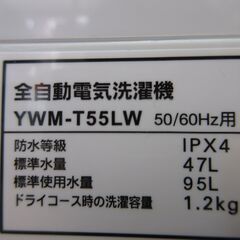 全自動電気洗濯機
YWM-T55LW 50/60Hz用
防水等級 IPX4
標準水量 47L
標準使用水量 95L
ドライコース時の洗濯容量 1.2kg